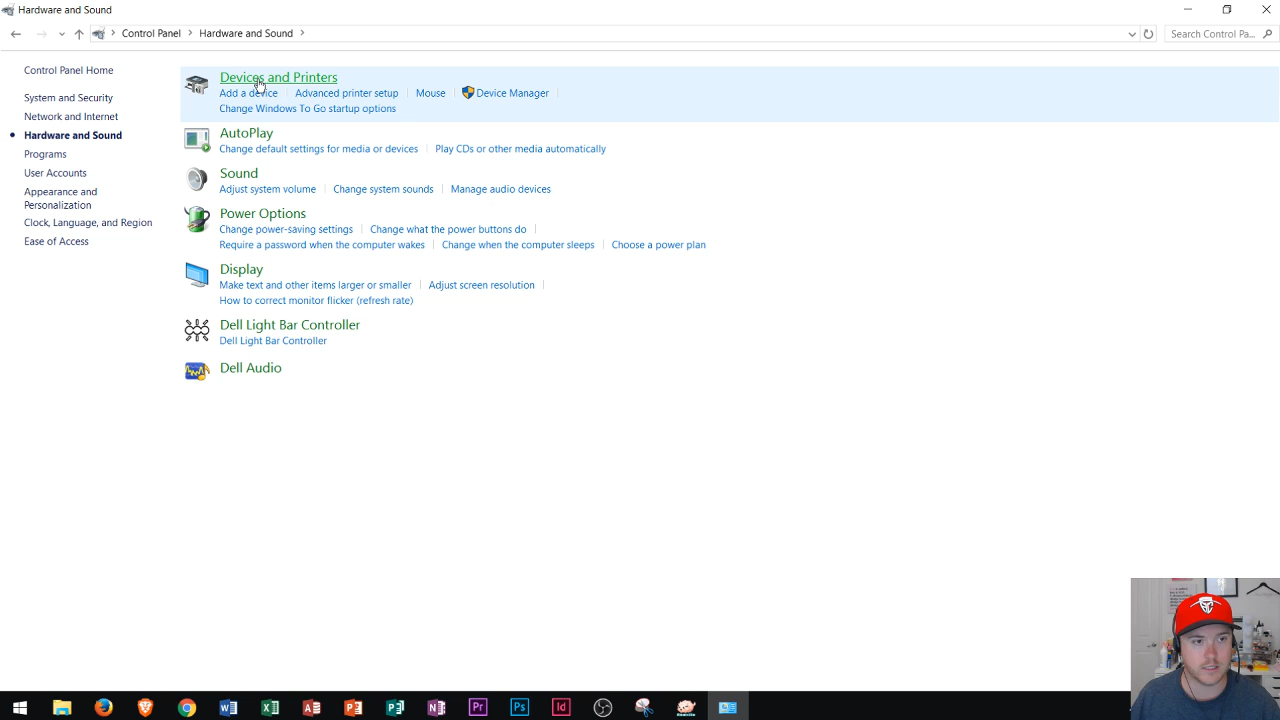 Hardware and Sound
Control Panel > Hardware and Sound >
Search Control Pa...
Control Panel Home
System and Security
Network and Internet
Hardware and Sound
Programs
User Accounts
Appearance and
Personalization
Clock, Language, and Region
Ease of Access
Devices and Printers
Add a device | Advanced printer setup | Mouse | Device Manager |
Change Windows To Go startup options
AutoPlay
Change default settings for media or devices | Play CDs or other media automatically
Sound
Adjust system volume | Change system sounds | Manage audio devices
Power Options
Change power-saving settings | Change what the power buttons do |
Require a password when the computer wakes | Change when the computer sleeps | Choose a power plan
Display
Make text and other items larger or smaller | Adjust screen resolution |
How to correct monitor flicker (refresh rate)
Dell Light Bar Controller
Dell Light Bar Controller
Dell Audio
Pr
Ps
Id